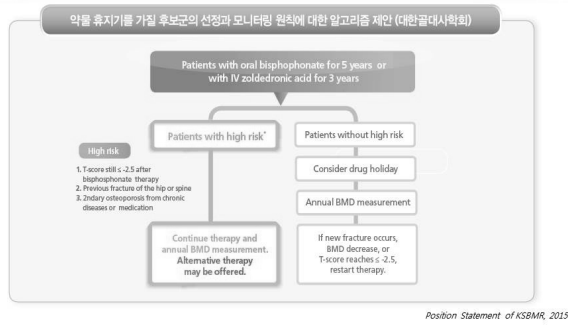 약물 휴지기를 가질 후보군의 선정과 모니터링 원칙에 대한 알고리즘 제안 (대한골대사학회)
Patients with oral bisphophonate for 5 years or
with IV zoldedronic acid for 3 years
Patients with high risk*
Patients without high risk
High risk
1. T-score still ≤ -2.5 after
bisphosphonate therapy
2. Previous fracture of the hip or spine
3. 2ndary osteoporosis from chronic
diseases or medication
Consider drug holiday
Annual BMD measurement
Continue therapy and
annual BMD measurement.
Alternative therapy
may be offered.
If new fracture occurs,
BMD decrease, or
T-score reaches ≤ -2.5,
restart therapy.
Position Statement of KSBMR, 2015